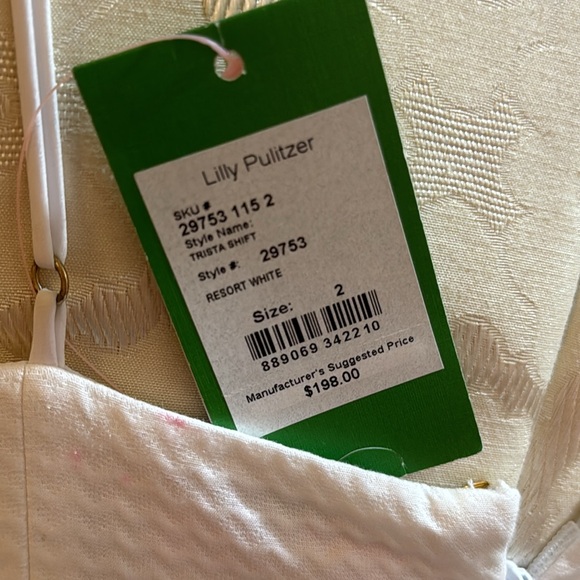 Lilly Pulitzer
SKU #
29753 115 2
Style Name:
TRISTA SHIFT
Style #: 29753
RESORT WHITE
Size: 2
889069 342210
Manufacturer's Suggested Price
$198.00